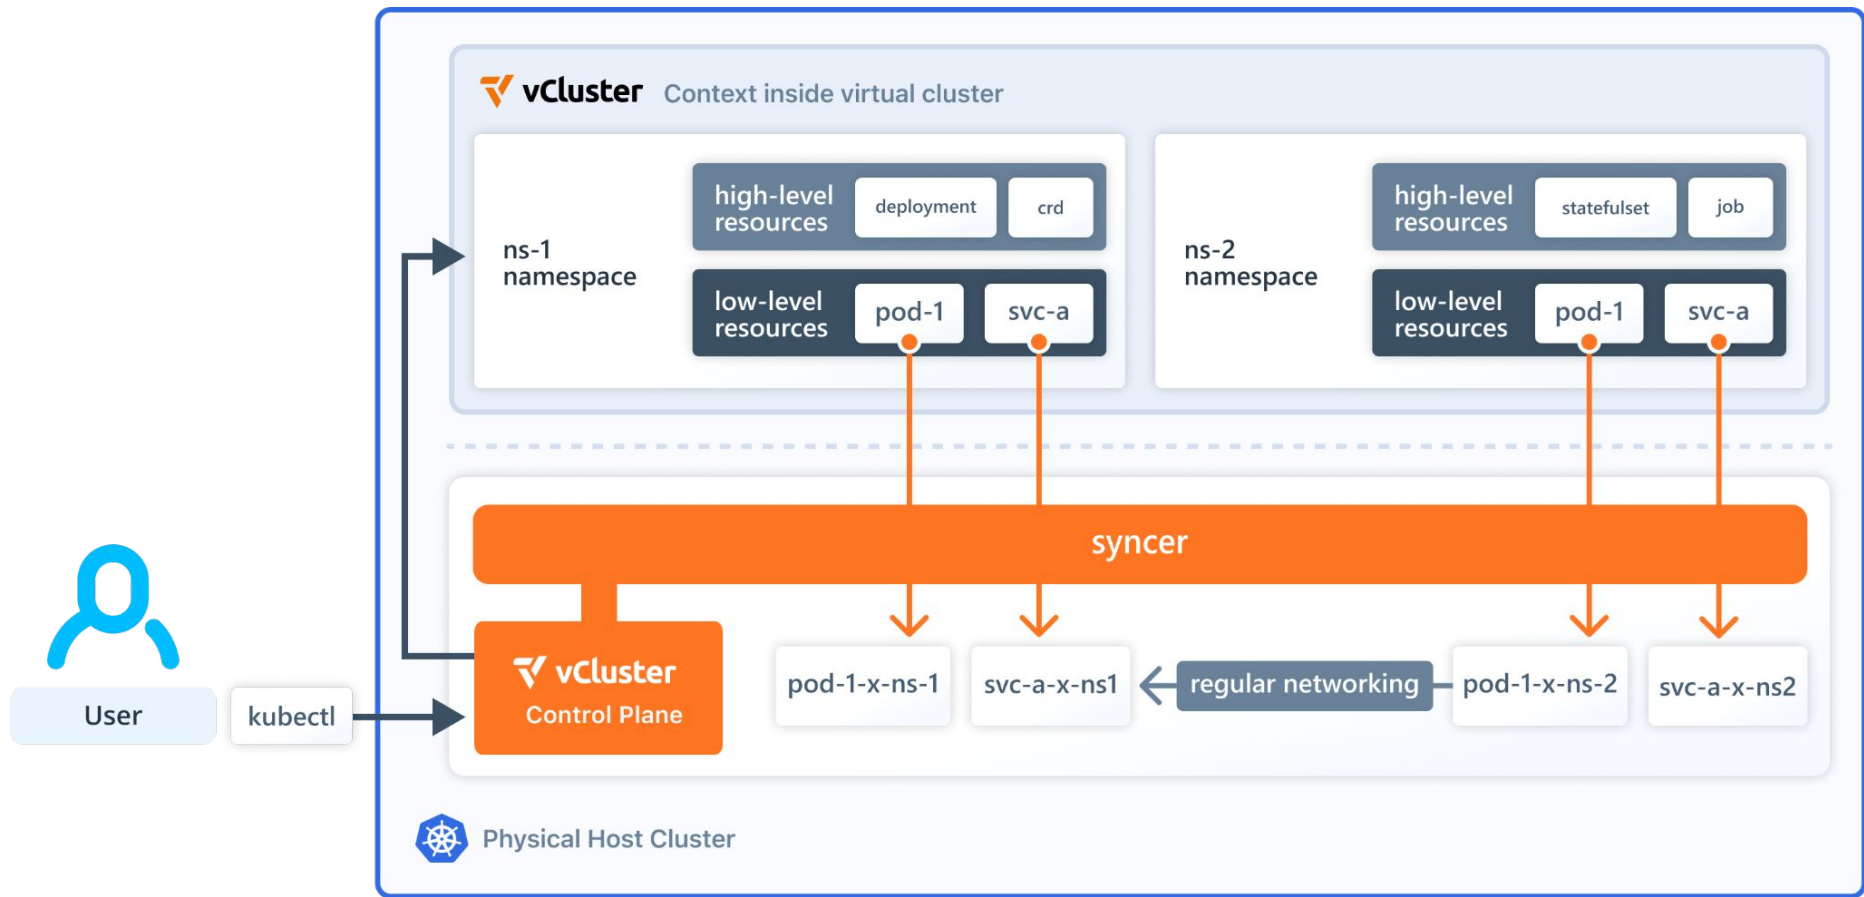 vCluster Context inside virtual cluster
ns-1
namespace
high-level
resources
deployment
crd
low-level
resources
pod-1
svc-a
ns-2
namespace
high-level
resources
statefulset
job
low-level
resources
pod-1
svc-a
syncer
User
kubectl
vCluster
Control Plane
pod-1-x-ns-1
svc-a-x-ns1
regular networking
pod-1-x-ns-2
svc-a-x-ns2
Physical Host Cluster